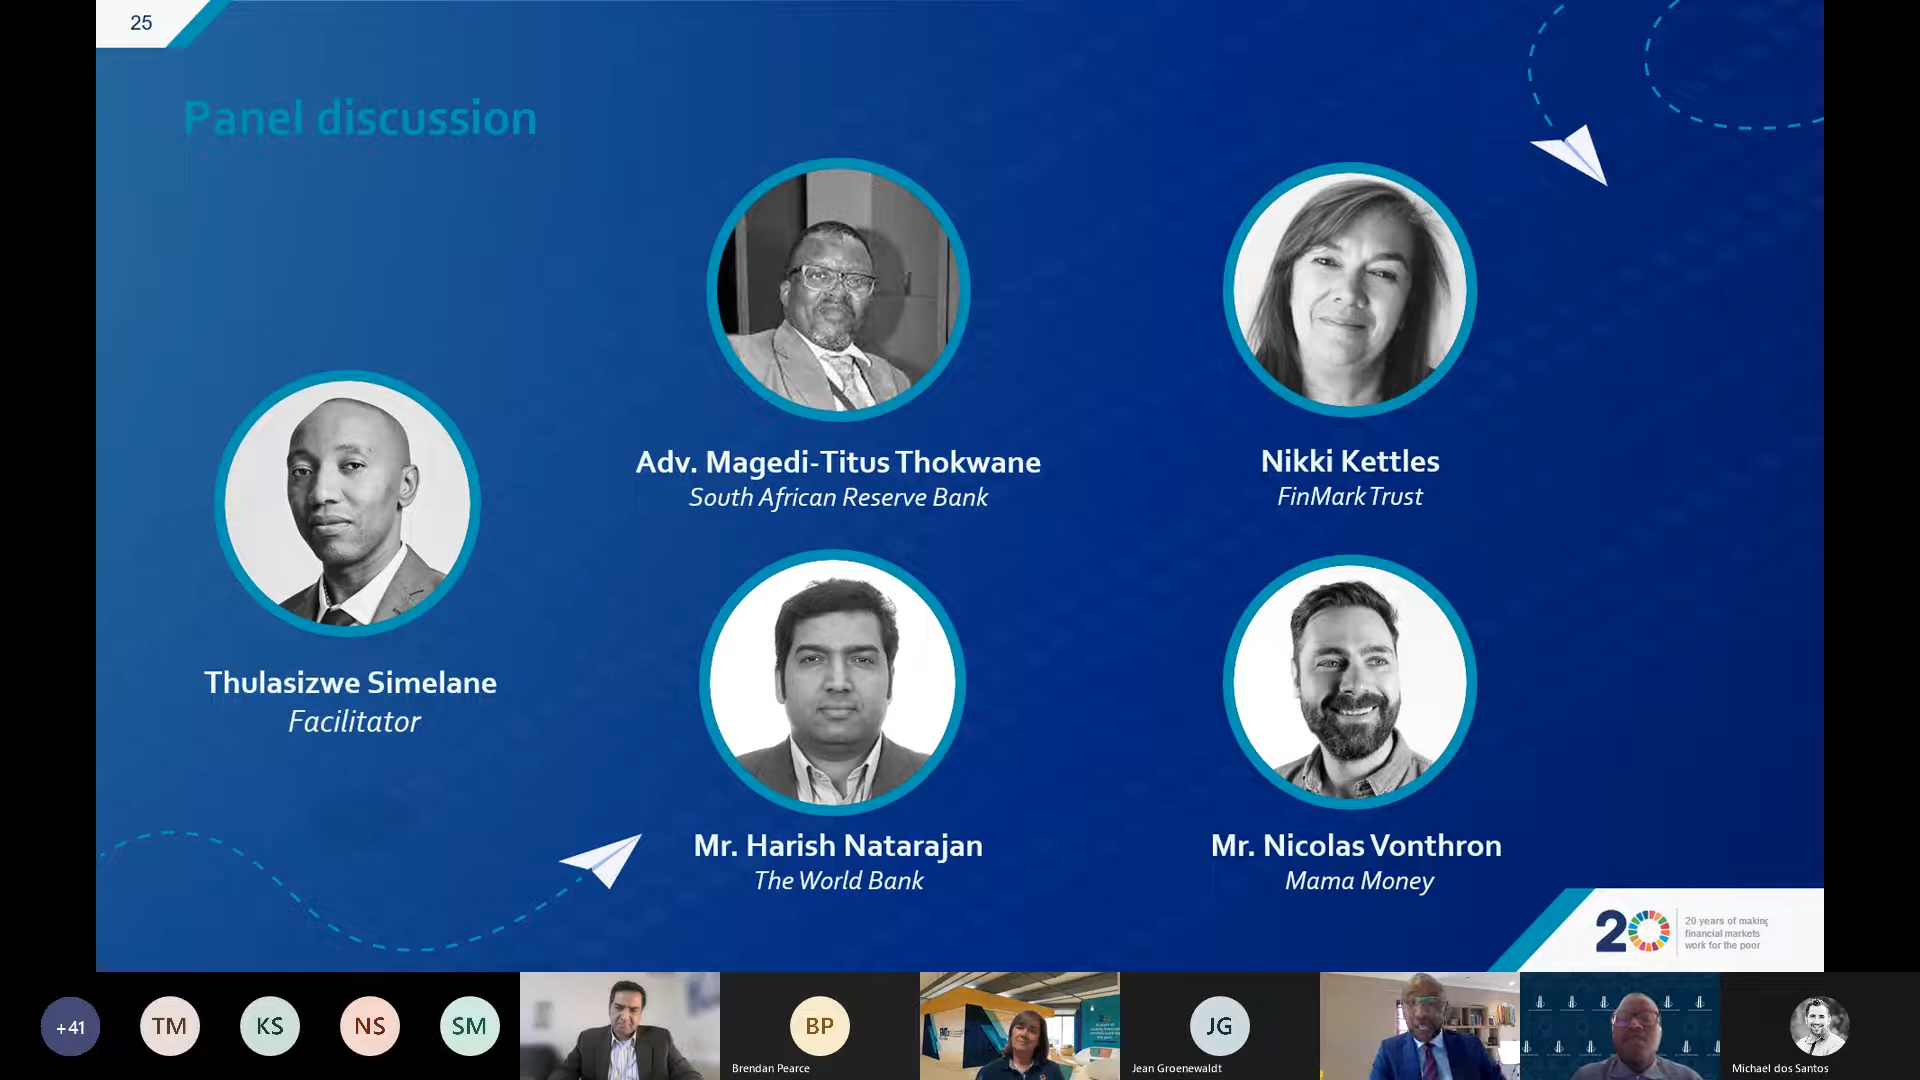 25
Panel discussion
Adv. Magedi-Titus Thokwane
South African Reserve Bank
Nikki Kettles
FinMark Trust
Thulasizwe Simelane
Facilitator
Mr. Harish Natarajan
The World Bank
Mr. Nicolas Vonthron
Mama Money
20
20 years of making
financial markets
work for the poor
+41
TM
KS
NS
SM
BP
Brendan Pearce
JG
Jean Groenewaldt
Michael dos Santos